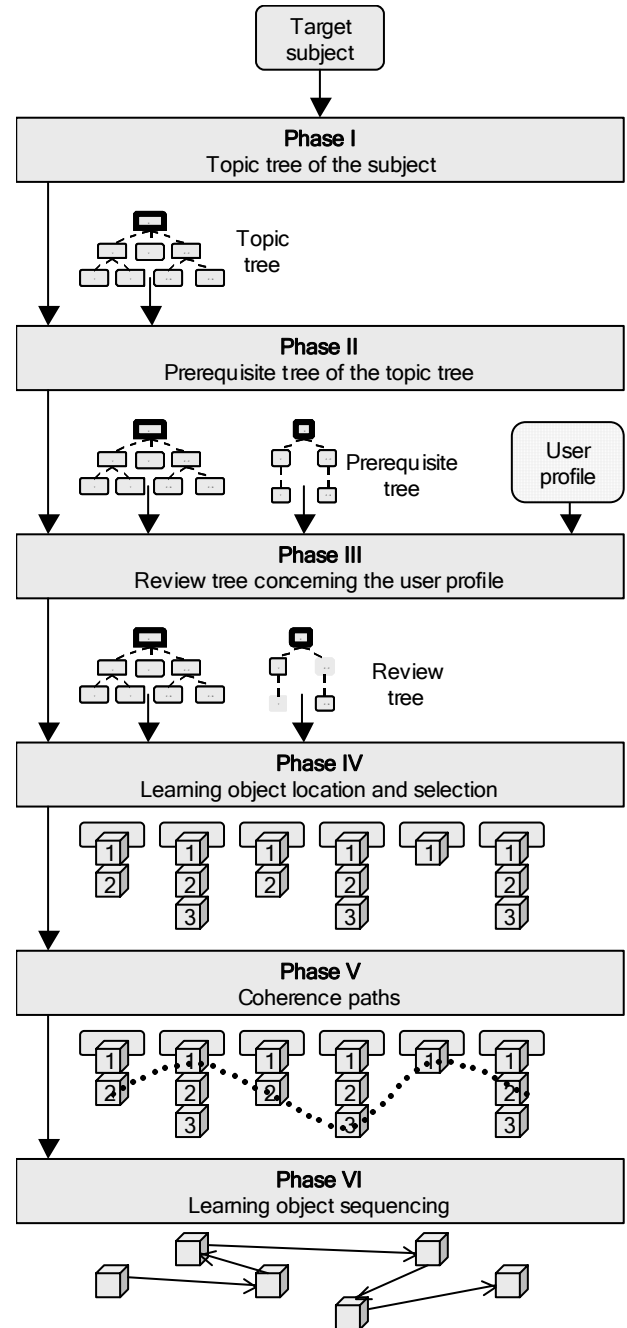 Target
subject
Phase I
Topic tree of the subject
Topic
tree
Phase II
Prerequisite tree of the topic tree
Prerequisite
tree
User
profile
Phase III
Review tree concerning the user profile
Review
tree
Phase IV
Learning object location and selection
1 1 1 1 1 1
2 2 2 2 2
3 3 3
Phase V
Coherence paths
1 1 1 1 1 1
2 2 2 2 2
3 3 3
Phase VI
Learning object sequencing